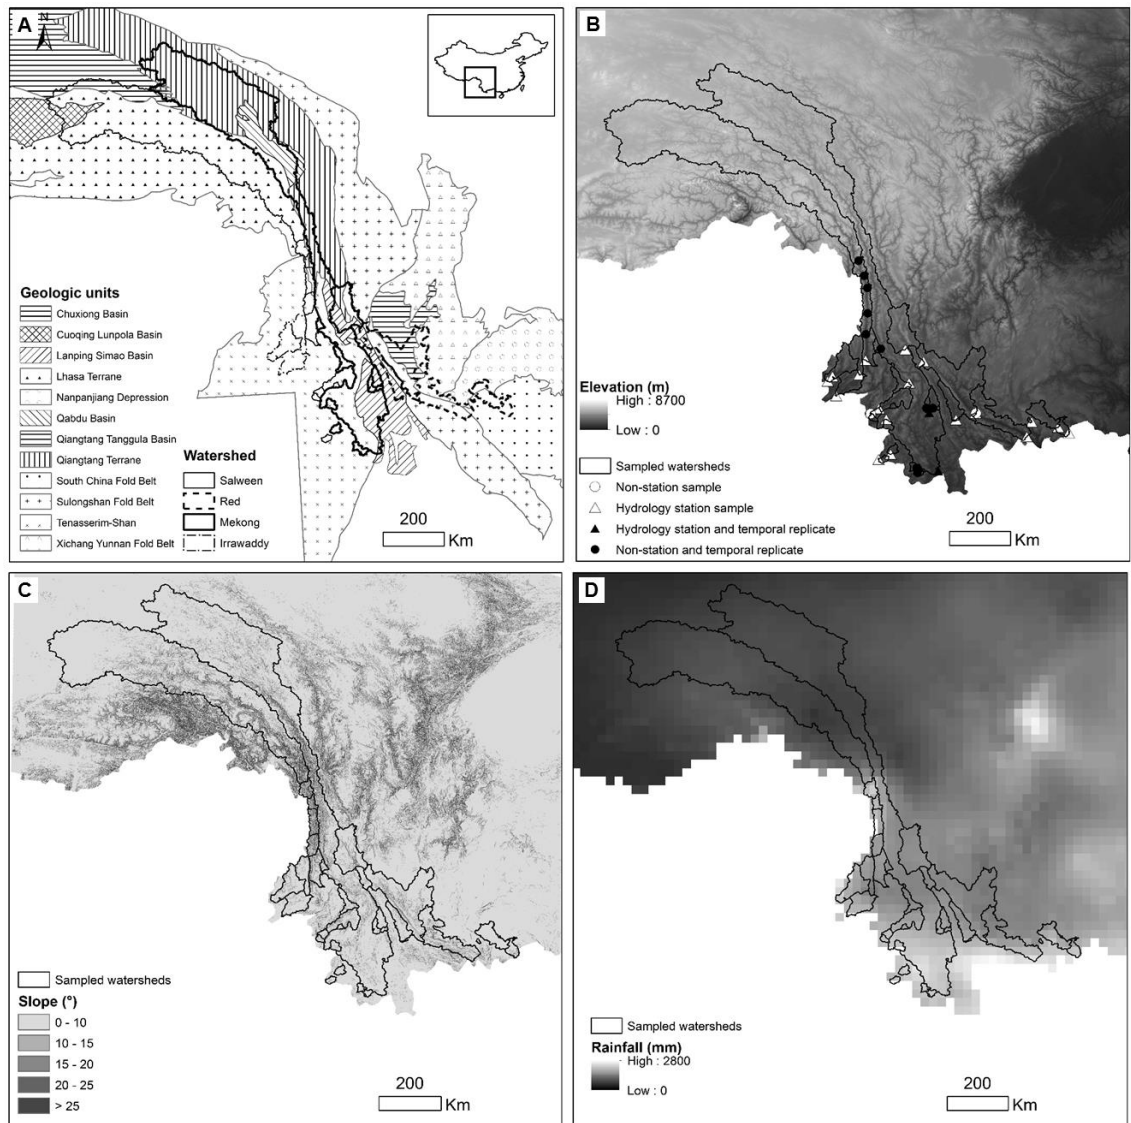 A
N
Geologic units
Chuxiong Basin
Cuoqing Lunpola Basin
Lanping Simao Basin
Lhasa Terrane
Nanpanjiang Depression
Qabdu Basin
Qiangtang Tanggula Basin
Qiangtang Terrane
South China Fold Belt
Sulongshan Fold Belt
Tenasserim-Shan
Xichang Yunnan Fold Belt
Watershed
Salween
Red
Mekong
Irrawaddy
200
Km
B
Elevation (m)
High : 8700
Low : 0
Sampled watersheds
Non-station sample
Hydrology station sample
Hydrology station and temporal replicate
Non-station and temporal replicate
200
Km
C
Sampled watersheds
Slope (°)
0 - 10
10 - 15
15 - 20
20 - 25
> 25
200
Km
D
Sampled watersheds
Rainfall (mm)
High : 2800
Low : 0
200
Km